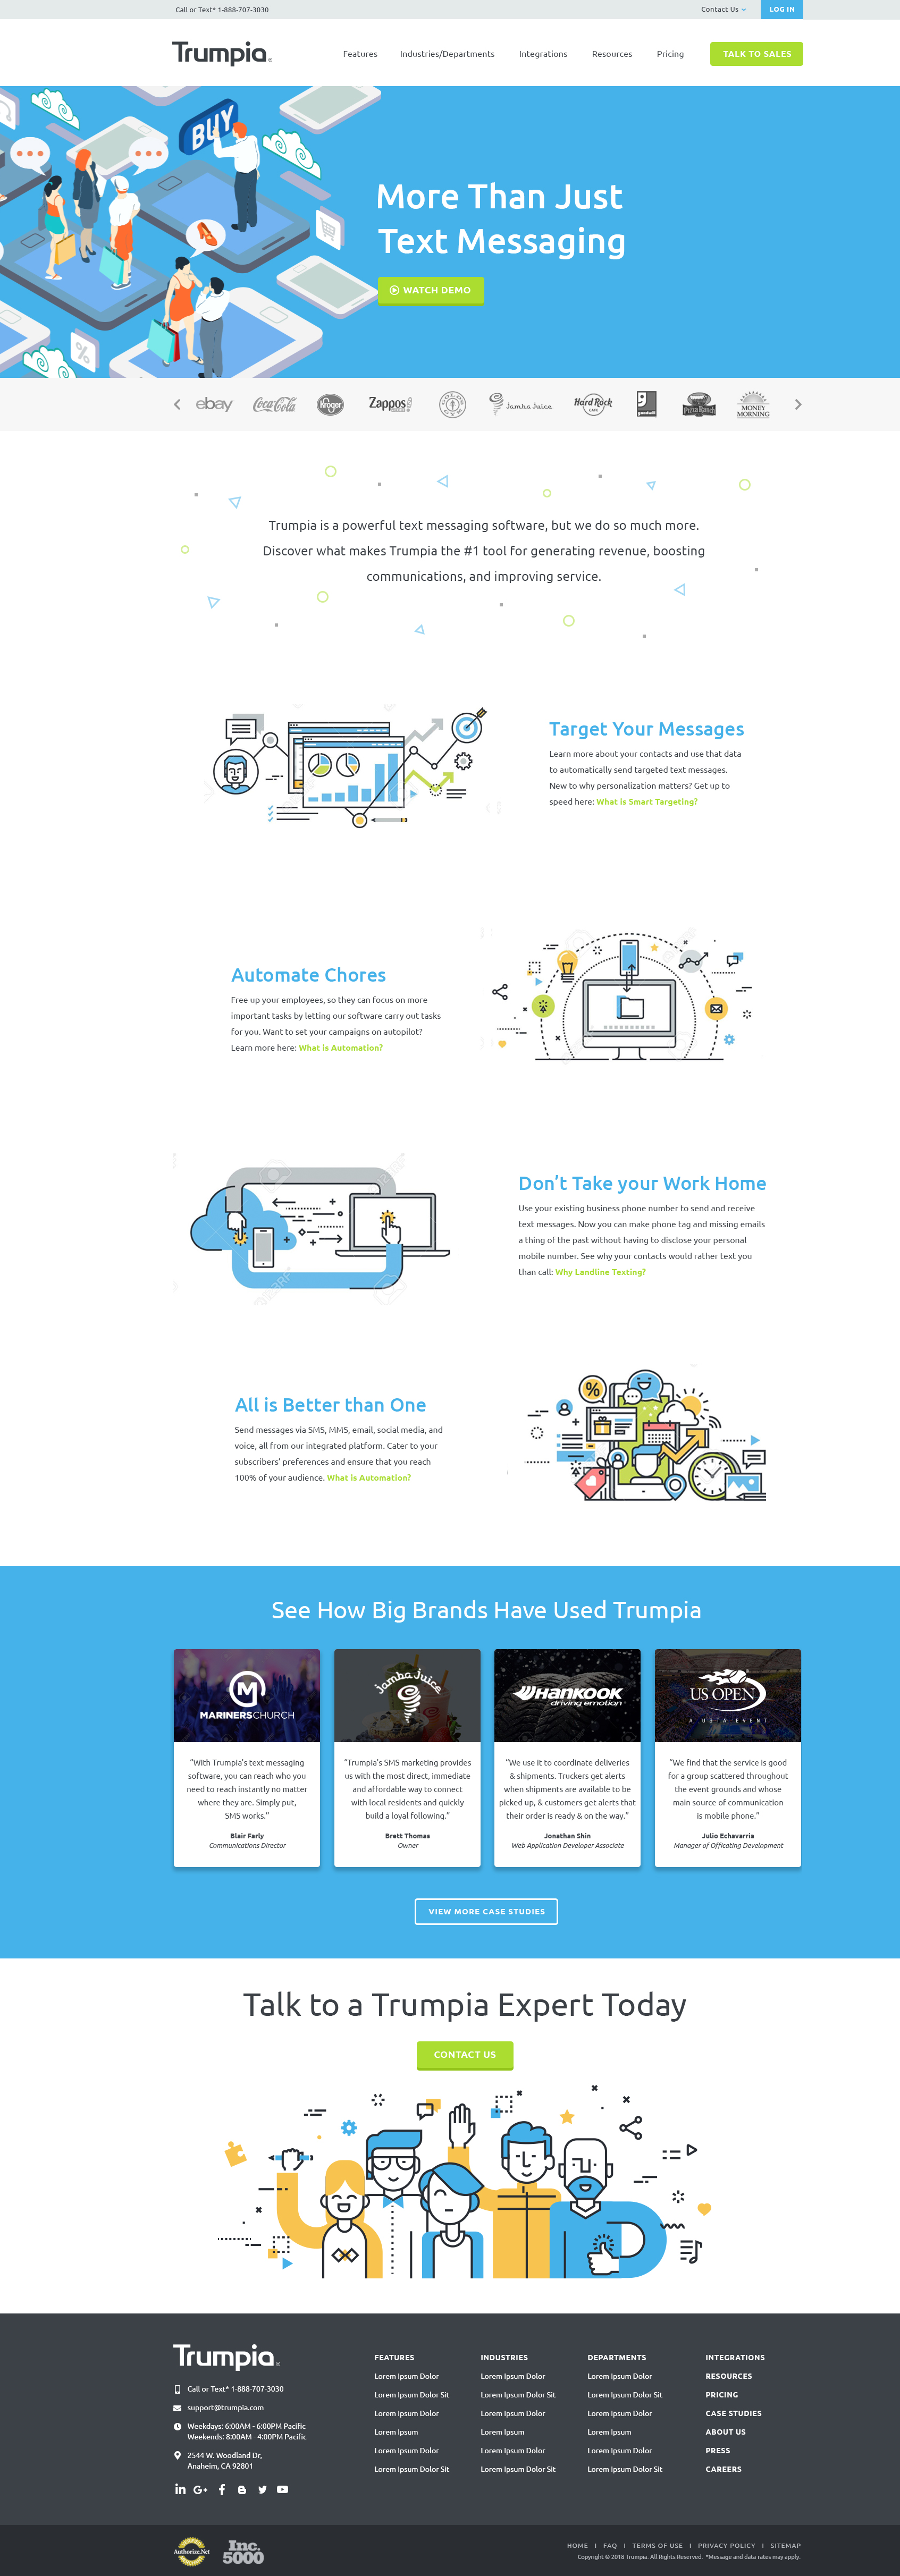 Call or Text* 1-888-707-3030
Contact Us
LOG IN
Trumpia
Features
Industries/Departments
Integrations
Resources
Pricing
TALK TO SALES
BUY
%
More Than Just
Text Messaging
WATCH DEMO
ebay
Coca-Cola
Kroger
Zappos
Jamba Juice
Hard Rock
CAFE
goodwill
Pizza Ranch
MONEY
MORNING
Trumpia is a powerful text messaging software, but we do so much more.
Discover what makes Trumpia the #1 tool for generating revenue, boosting
communications, and improving service.
Target Your Messages
Learn more about your contacts and use that data
to automatically send targeted text messages.
New to why personalization matters? Get up to
speed here: What is Smart Targeting?
Automate Chores
Free up your employees, so they can focus on more
important tasks by letting our software carry out tasks
for you. Want to set your campaigns on autopilot?
Learn more here: What is Automation?
Don't Take your Work Home
Use your existing business phone number to send and receive
text messages. Now you can make phone tag and missing emails
a thing of the past without having to disclose your personal
mobile number. See why your contacts would rather text you
than call: Why Landline Texting?
All is Better than One
Send messages via SMS, MMS, email, social media, and
voice, all from our integrated platform. Cater to your
subscribers' preferences and ensure that you reach
100% of your audience. What is Automation?
%
See How Big Brands Have Used Trumpia
MARINERSCHURCH
“With Trumpia's text messaging
software, you can reach who you
need to reach instantly no matter
where they are. Simply put,
SMS works.”
Blair Farly
Communications Director
Jamba Juice
“Trumpia's SMS marketing provides
us with the most direct, immediate
and affordable way to connect
with local residents and quickly
build a loyal following.”
Brett Thomas
Owner
HANKOOK
driving emotion
“We use it to coordinate deliveries
& shipments. Truckers get alerts
when shipments are available to be
picked up, & customers get alerts that
their order is ready & on the way.”
Jonathan Shin
Web Application Developer Associate
US OPEN
A USTA EVENT
“We find that the service is good
for a group scattered throughout
the event grounds and whose
main source of communication
is mobile phone.”
Julio Echavarria
Manager of Officating Development
VIEW MORE CASE STUDIES
Talk to a Trumpia Expert Today
CONTACT US
Trumpia
Call or Text* 1-888-707-3030
support@trumpia.com
Weekdays: 6:00AM - 6:00PM Pacific
Weekends: 8:00AM - 4:00PM Pacific
2544 W. Woodland Dr,
Anaheim, CA 92801
FEATURES
Lorem Ipsum Dolor
Lorem Ipsum Dolor Sit
Lorem Ipsum Dolor
Lorem Ipsum
Lorem Ipsum Dolor
Lorem Ipsum Dolor Sit
INDUSTRIES
Lorem Ipsum Dolor
Lorem Ipsum Dolor Sit
Lorem Ipsum Dolor
Lorem Ipsum
Lorem Ipsum Dolor
Lorem Ipsum Dolor Sit
DEPARTMENTS
Lorem Ipsum Dolor
Lorem Ipsum Dolor Sit
Lorem Ipsum Dolor
Lorem Ipsum
Lorem Ipsum Dolor
Lorem Ipsum Dolor Sit
INTEGRATIONS
RESOURCES
PRICING
CASE STUDIES
ABOUT US
PRESS
CAREERS
Authorize.Net
Inc.
5000
HOME | FAQ | TERMS OF USE | PRIVACY POLICY | SITEMAP
Copyright © 2018 Trumpia. All Rights Reserved. *Message and data rates may apply.